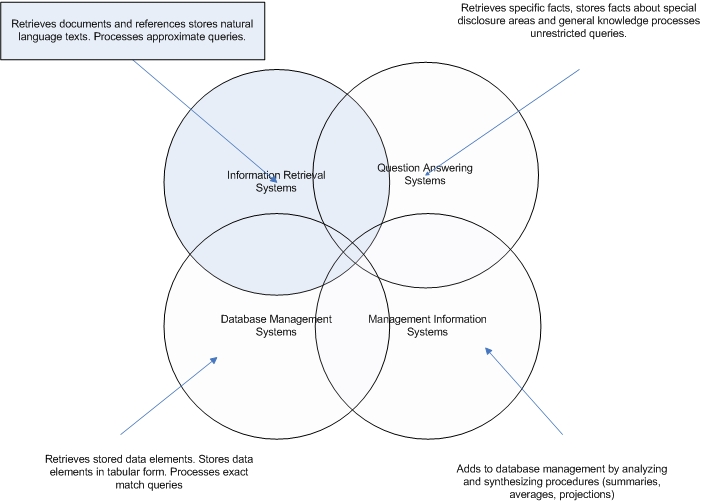 Retrieves documents and references stores natural
language texts. Processes approximate queries.
Retrieves specific facts, stores facts about special
disclosure areas and general knowledge processes
unrestricted queries.
Information Retrieval
Systems
Question Answering
Systems
Database Management
Systems
Management Information
Systems
Retrieves stored data elements. Stores data
elements in tabular form. Processes exact
match queries
Adds to database management by analyzing
and synthesizing procedures (summaries,
averages, projections)